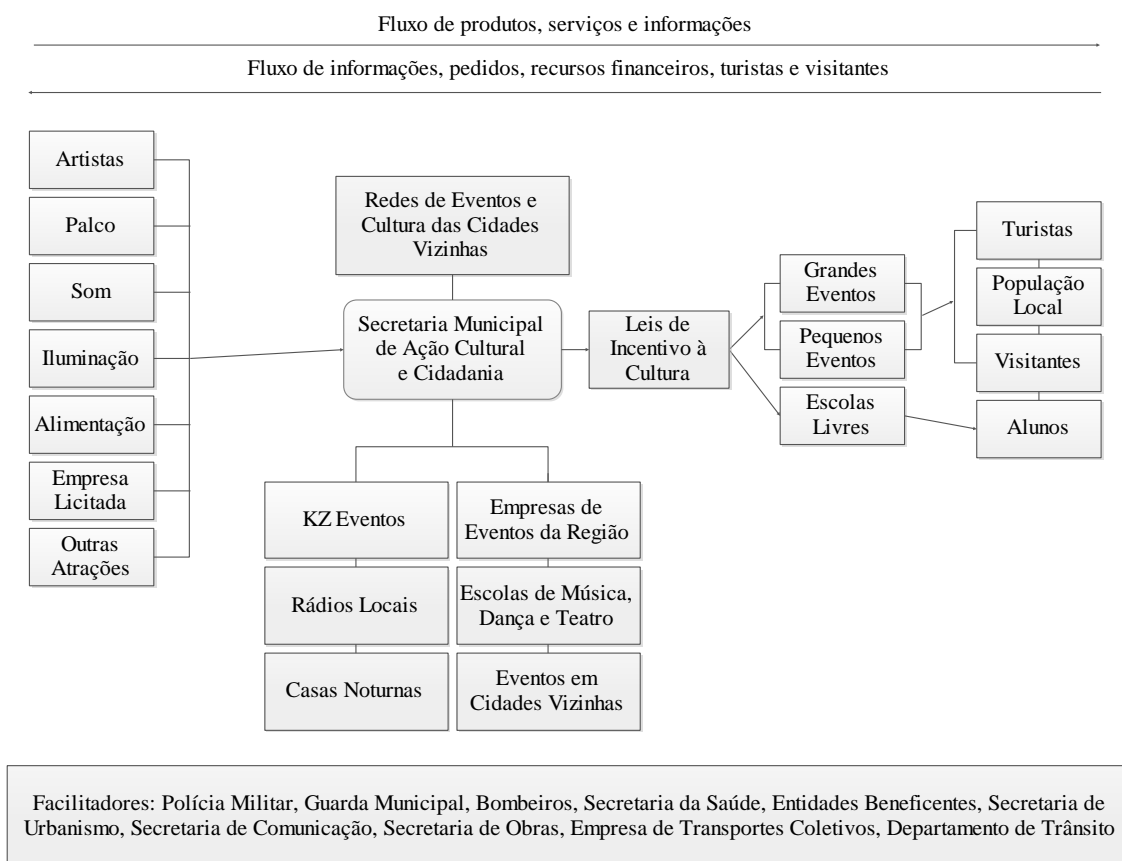 Fluxo de produtos, serviços e informações
Fluxo de informações, pedidos, recursos financeiros, turistas e visitantes
Artistas
Palco
Som
Iluminação
Alimentação
Empresa
Licitada
Outras
Atrações
Redes de Eventos e
Cultura das Cidades
Vizinhas
Secretaria Municipal
de Ação Cultural
e Cidadania
Leis de
Incentivo à
Cultura
Grandes
Eventos
Pequenos
Eventos
Escolas
Livres
Turistas
População
Local
Visitantes
Alunos
KZ Eventos
Rádios Locais
Casas Noturnas
Empresas de
Eventos da Região
Escolas de Música,
Dança e Teatro
Eventos em
Cidades Vizinhas
Facilitadores: Polícia Militar, Guarda Municipal, Bombeiros, Secretaria da Saúde, Entidades Beneficentes, Secretaria de
Urbanismo, Secretaria de Comunicação, Secretaria de Obras, Empresa de Transportes Coletivos, Departamento de Trânsito